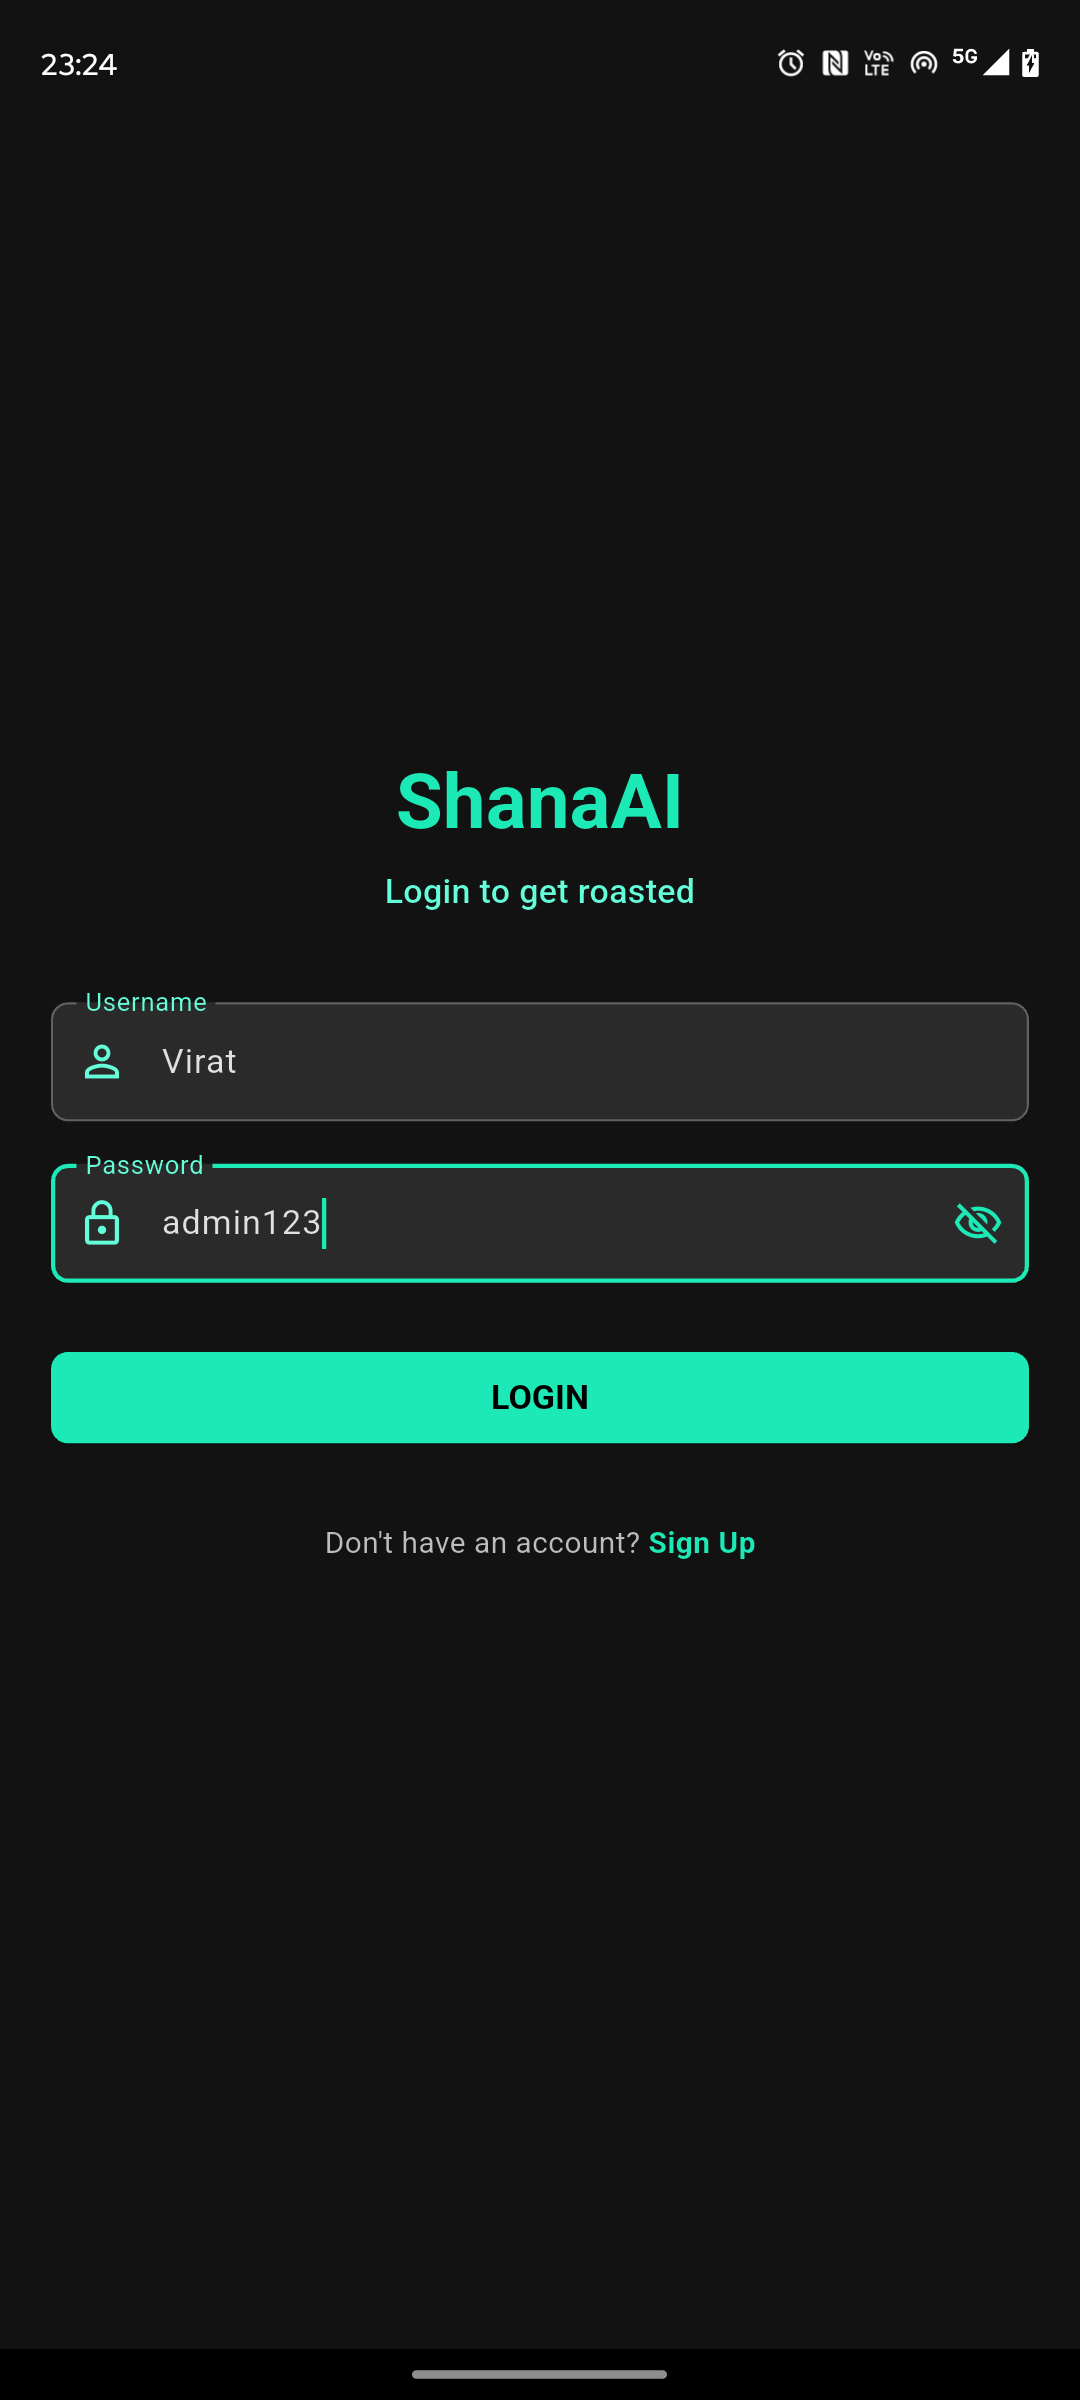 23:24
Vo LTE 5G
ShanaAI
Login to get roasted
Username
Virat
Password
admin123
LOGIN
Don't have an account? Sign Up